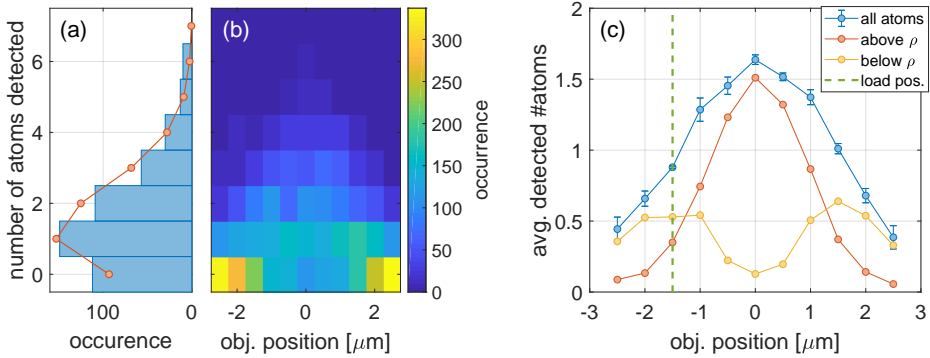 (a)
number of atoms detected
6
4
2
0
100
0
occurence
(b)
-2
0
2
obj. position [μm]
300
250
200
150
100
50
0
occurrence
(c)
avg. detected #atoms
2
1.5
1
0.5
0
-3
-2
-1
0
1
2
3
obj. position [μm]
all atoms
above ρ
below ρ
load pos.